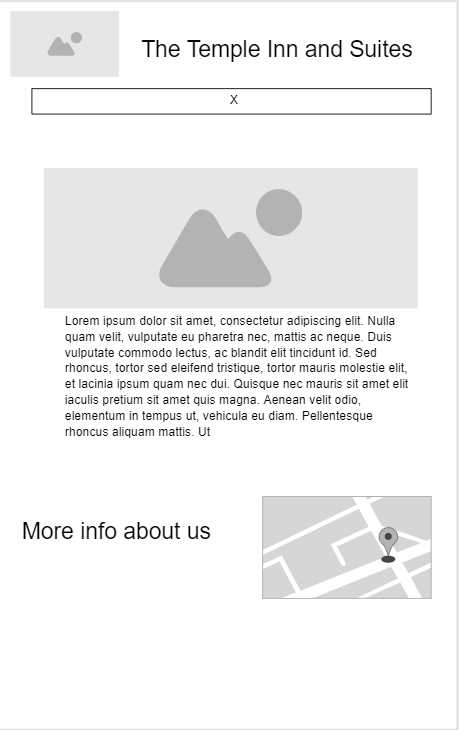 The Temple Inn and Suites
X
Lorem ipsum dolor sit amet, consectetur adipiscing elit. Nulla
quam velit, vulputate eu pharetra nec, mattis ac neque. Duis
vulputate commodo lectus, ac blandit elit tincidunt id. Sed
rhoncus, tortor sed eleifend tristique, tortor mauris molestie elit,
et lacinia ipsum quam nec dui. Quisque nec mauris sit amet elit
iaculis pretium sit amet quis magna. Aenean velit odio,
elementum in tempus ut, vehicula eu diam. Pellentesque
rhoncus aliquam mattis. Ut
More info about us